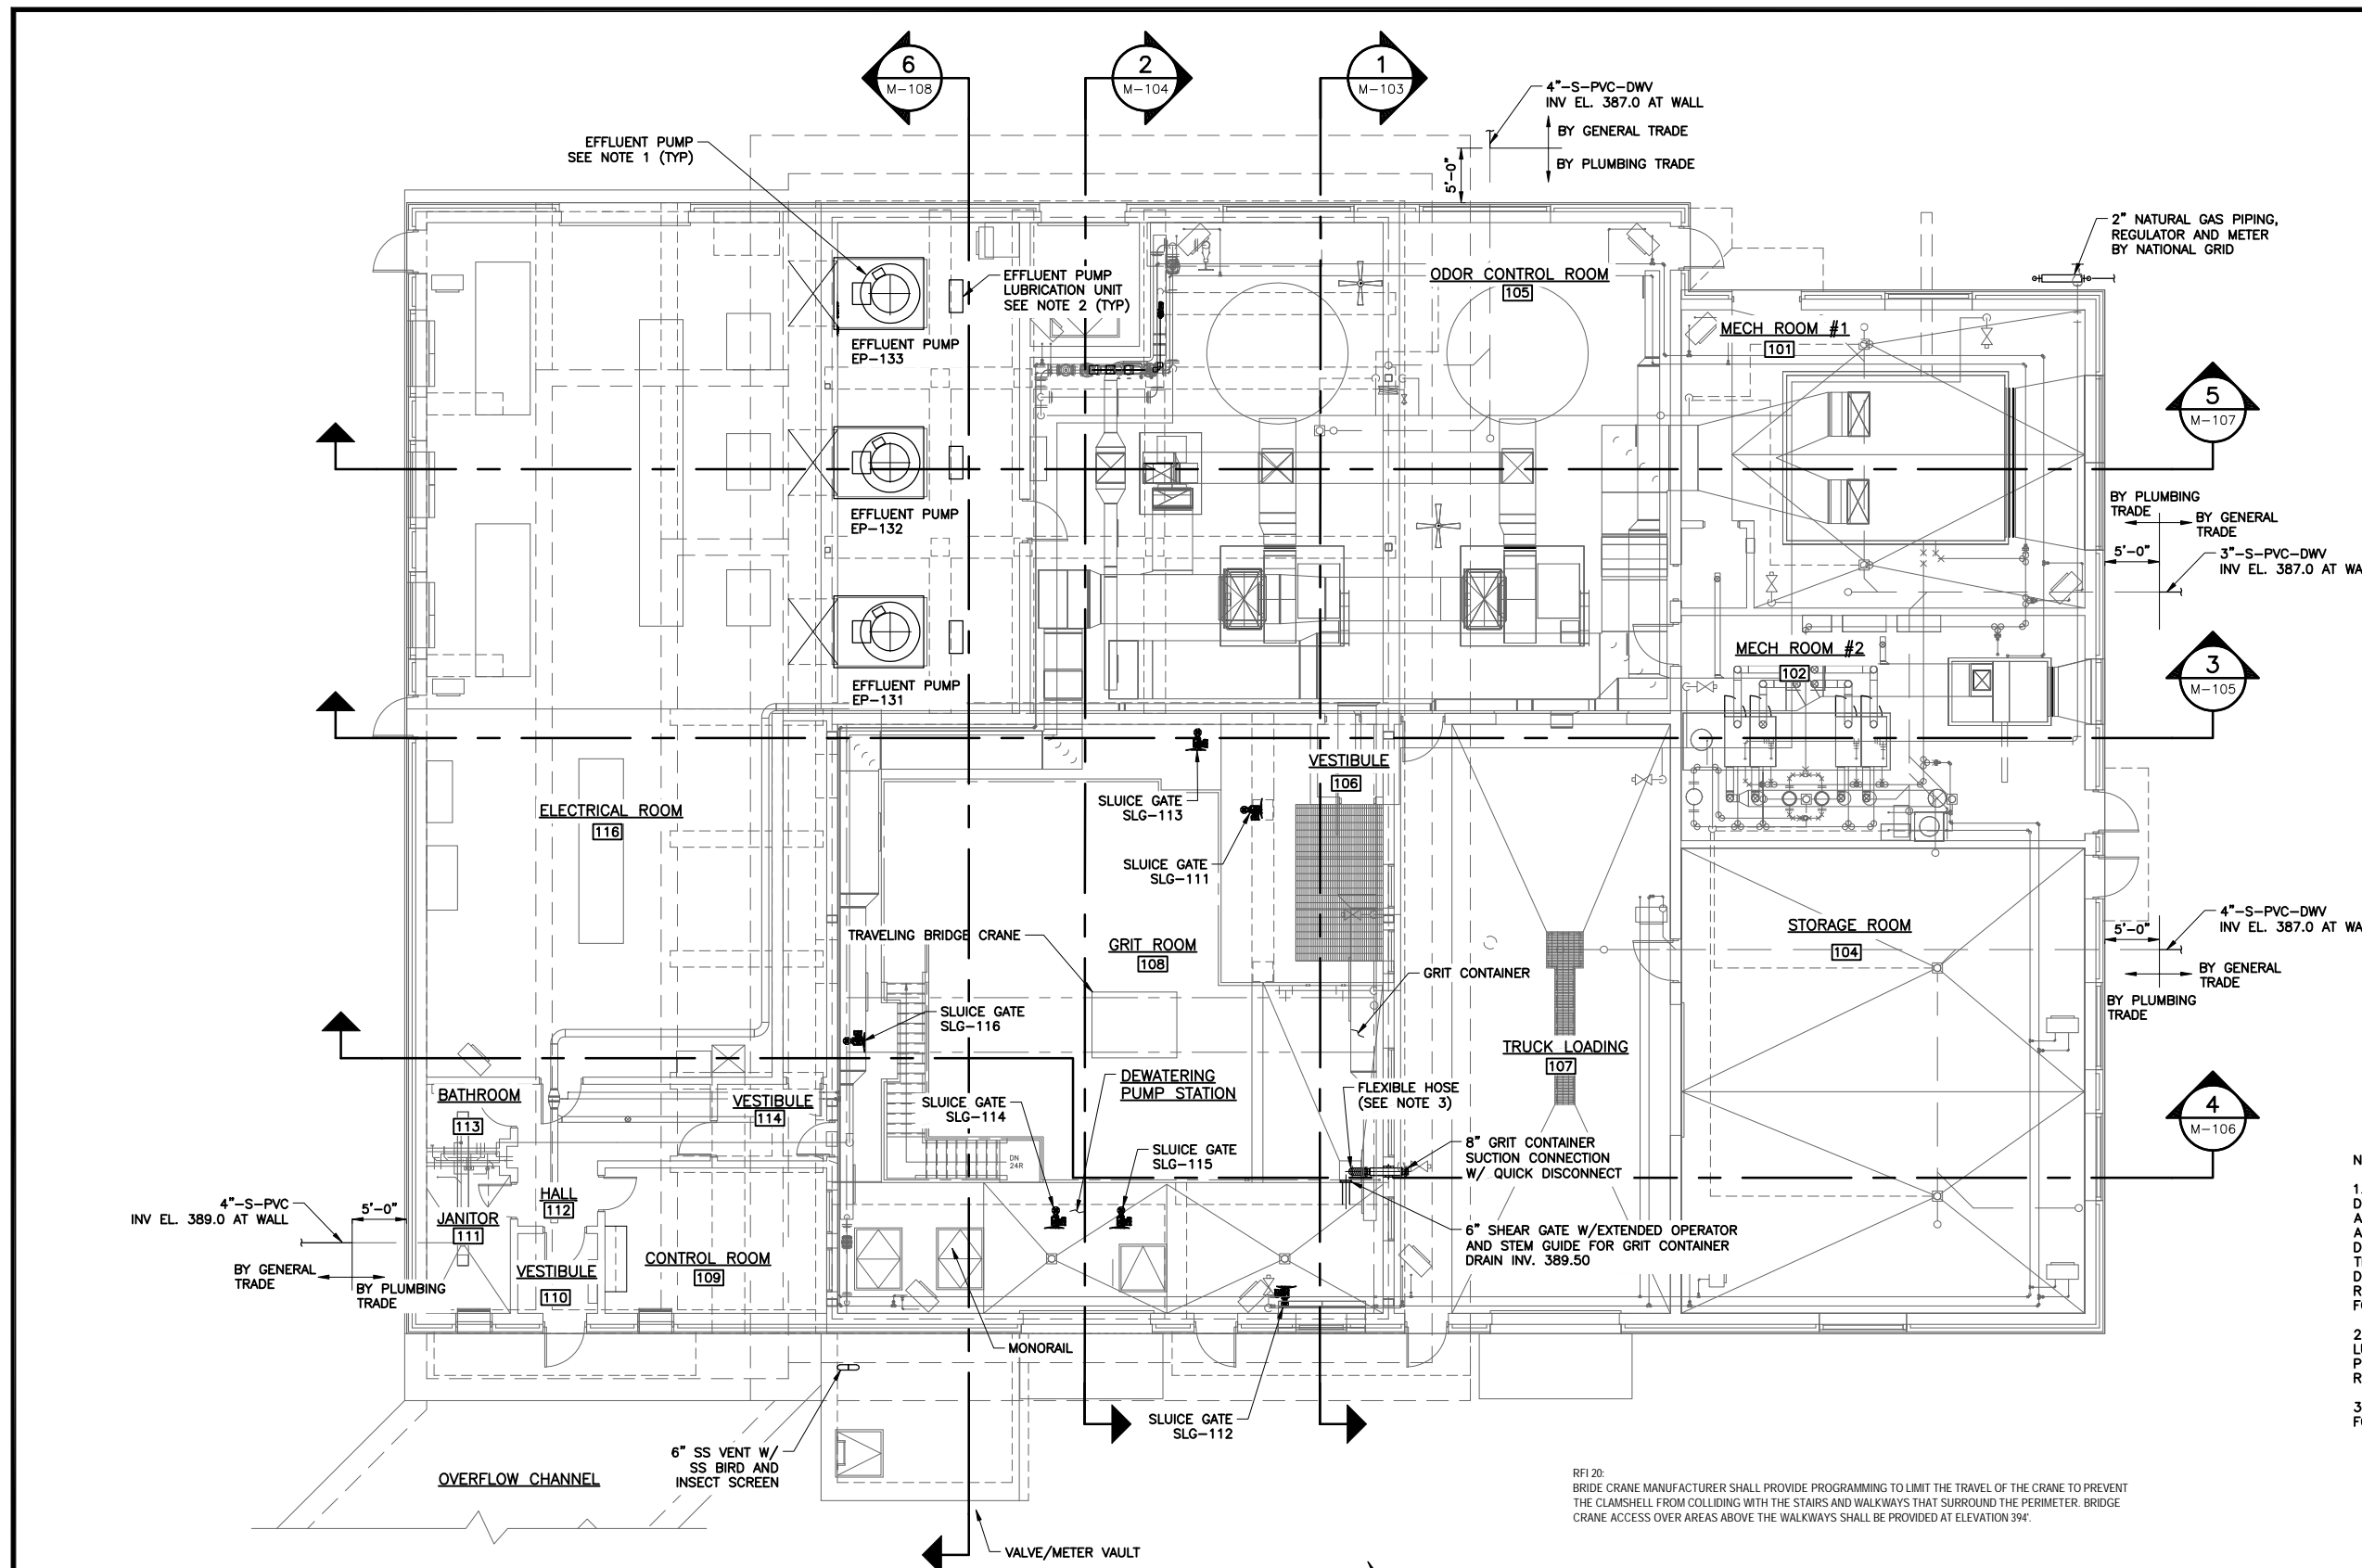 6
M-108
2
M-104
1
M-103
4"-S-PVC-DWV
INV EL. 387.0 AT WALL
BY GENERAL TRADE
BY PLUMBING TRADE
5'-0"
EFFLUENT PUMP
SEE NOTE 1 (TYP)
2" NATURAL GAS PIPING,
REGULATOR AND METER
BY NATIONAL GRID
EFFLUENT PUMP
LUBRICATION UNIT
SEE NOTE 2 (TYP)
ODOR CONTROL ROOM
105
EFFLUENT PUMP
EP-133
MECH ROOM #1
101
5
M-107
EFFLUENT PUMP
EP-132
BY PLUMBING
TRADE
BY GENERAL
TRADE
5'-0"
3"-S-PVC-DWV
INV EL. 387.0 AT WA
EFFLUENT PUMP
EP-131
MECH ROOM #2
102
3
M-105
VESTIBULE
106
SLUICE GATE
SLG-113
ELECTRICAL ROOM
116
SLUICE GATE
SLG-111
TRAVELING BRIDGE CRANE
GRIT ROOM
108
GRIT CONTAINER
STORAGE ROOM
104
4"-S-PVC-DWV
INV EL. 387.0 AT WA
5'-0"
BY GENERAL
TRADE
BY PLUMBING
TRADE
SLUICE GATE
SLG-116
TRUCK LOADING
107
BATHROOM
113
VESTIBULE
114
DEWATERING
PUMP STATION
FLEXIBLE HOSE
(SEE NOTE 3)
SLUICE GATE
SLG-114
SLUICE GATE
SLG-115
DN
24R
8" GRIT CONTAINER
SUCTION CONNECTION
W/ QUICK DISCONNECT
4
M-106
4"-S-PVC
INV EL. 389.0 AT WALL
5'-0"
HALL
112
JANITOR
111
BY GENERAL
TRADE
BY PLUMBING
TRADE
VESTIBULE
110
CONTROL ROOM
109
6" SHEAR GATE W/EXTENDED OPERATOR
AND STEM GUIDE FOR GRIT CONTAINER
DRAIN INV. 389.50
N
1.
D
A
A
D
T
D
R
F
2
L
P
R
3
F
MONORAIL
SLUICE GATE
SLG-112
6" SS VENT W/
SS BIRD AND
INSECT SCREEN
OVERFLOW CHANNEL
VALVE/METER VAULT
RFI 20:
BRIDE CRANE MANUFACTURER SHALL PROVIDE PROGRAMMING TO LIMIT THE TRAVEL OF THE CRANE TO PREVENT
THE CLAMSHELL FROM COLLIDING WITH THE STAIRS AND WALKWAYS THAT SURROUND THE PERIMETER. BRIDGE
CRANE ACCESS OVER AREAS ABOVE THE WALKWAYS SHALL BE PROVIDED AT ELEVATION 394'.